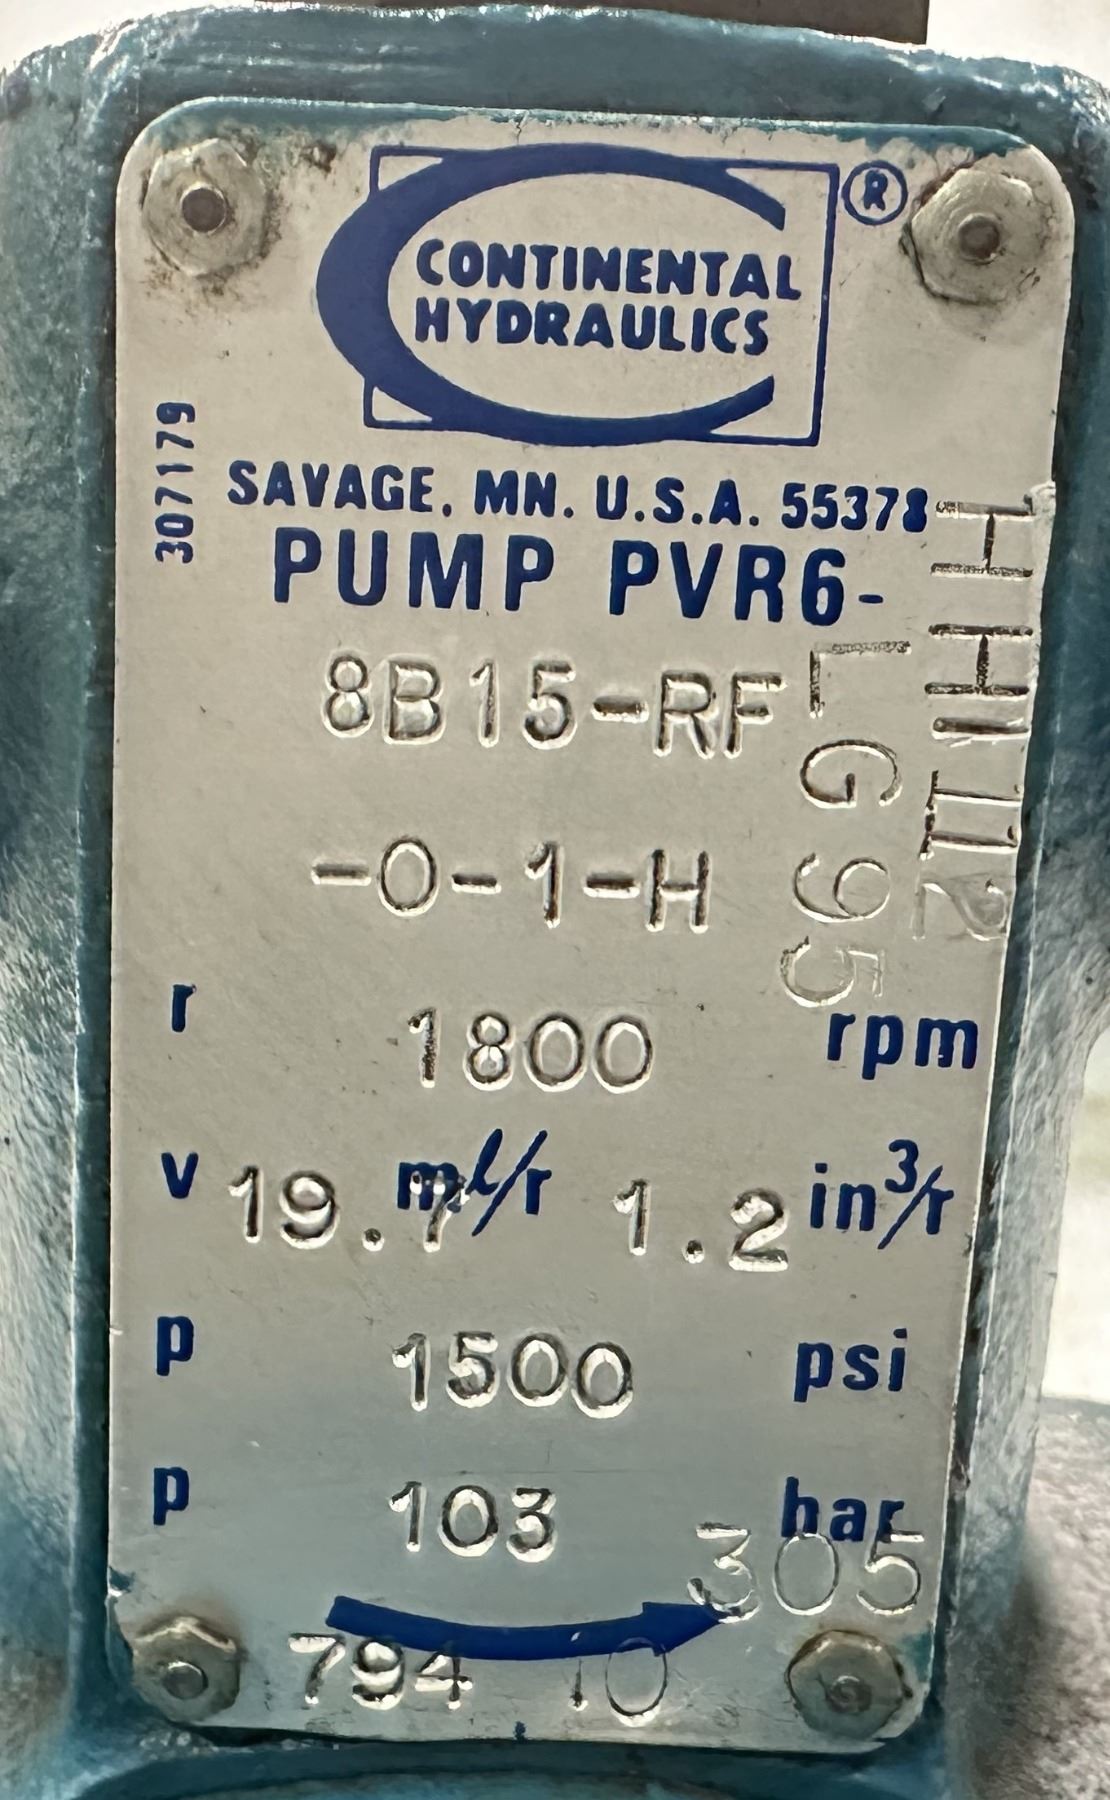 CONTINENTAL
HYDRAULICS
®
307179
SAVAGE, MN. U.S.A. 55378
PUMP PVR6-
8B15-RF
-O-1-H
LG95
r 1800 rpm
v 19.7 ml/r 1.2 in³/r
p 1500 psi
p 103 bar
305
794 10